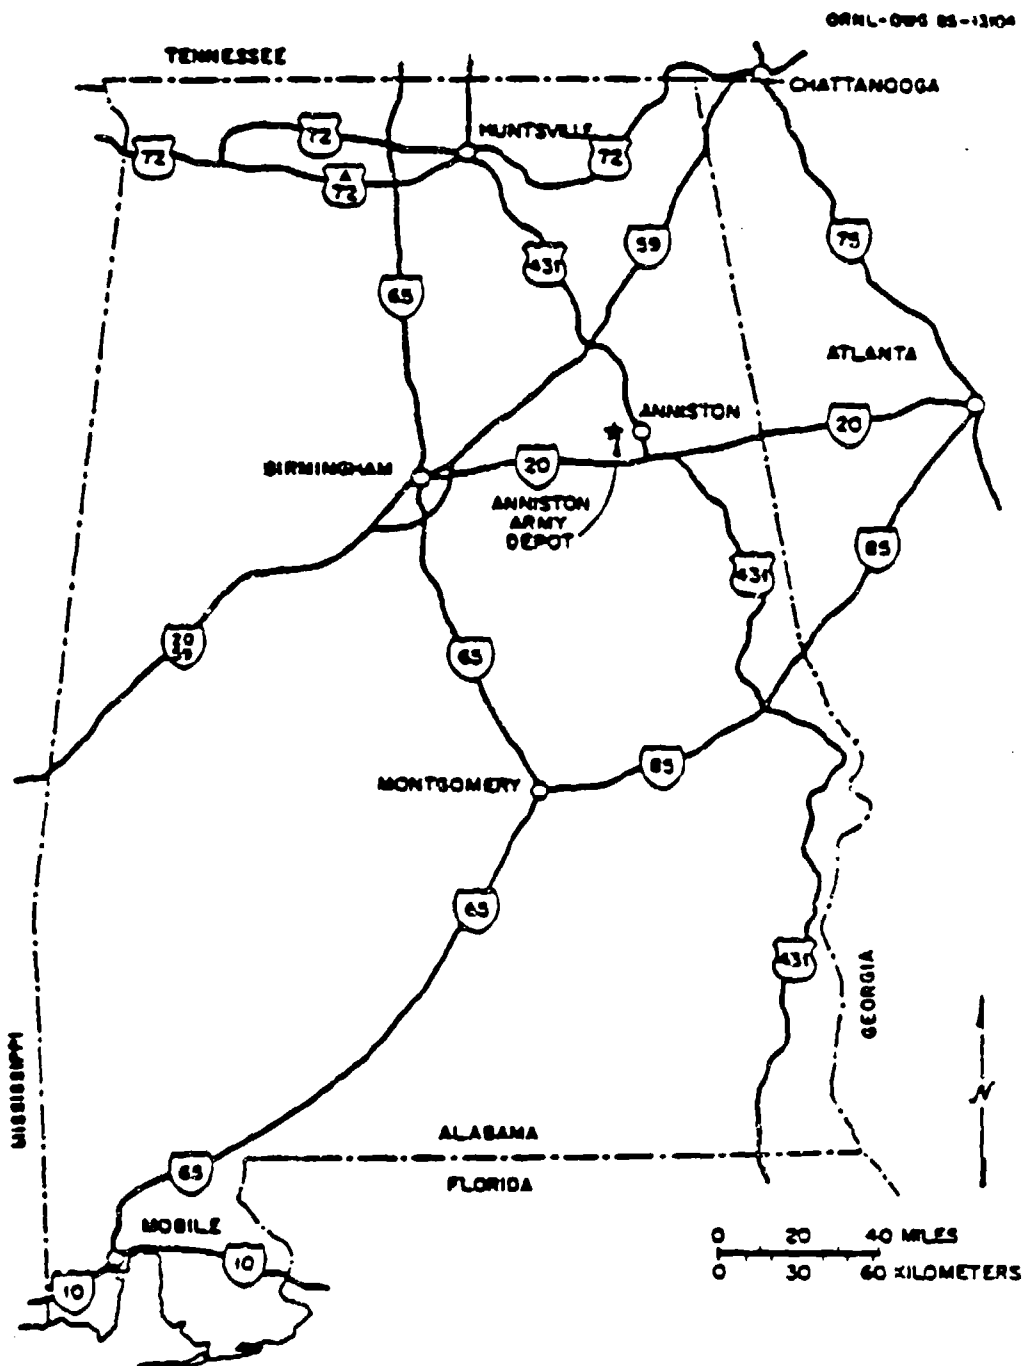 ORNL-DWG 85-13104
TENNESSEE
CHATTANOOGA
HUNTSVILLE
72
72
72
A
72
59
75
431
65
ATLANTA
ANNISTON
20
BIRMINGHAM
20
ANNISTON
ARMY
DEPOT
85
431
20
59
65
MONTGOMERY
85
65
431
GEORGIA
MISSISSIPPI
N
ALABAMA
FLORIDA
65
MOBILE
10
10
0 20 40 MILES
0 30 60 KILOMETERS